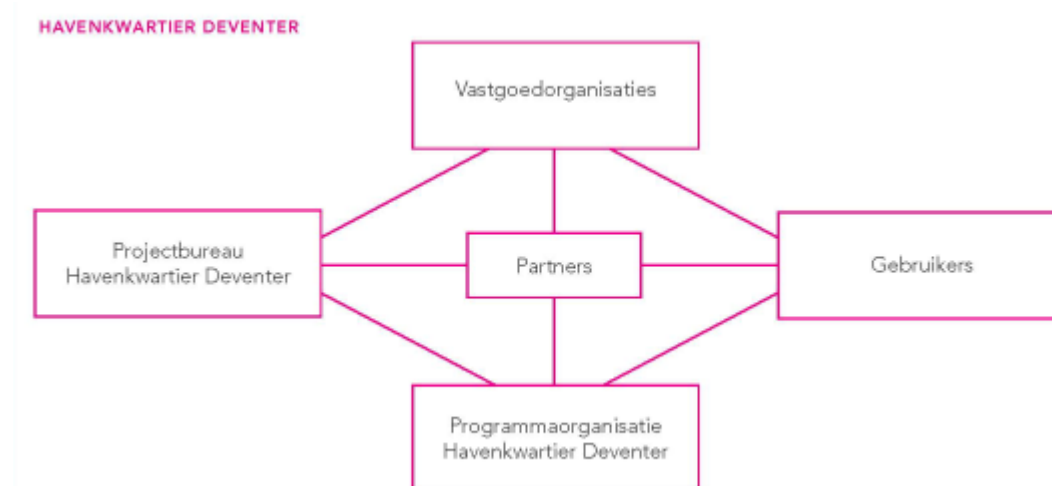 HAVENKWARTIER DEVENTER
Vastgoedorganisaties
Projectbureau
Havenkwartier Deventer
Partners
Gebruikers
Programmaorganisatie
Havenkwartier Deventer